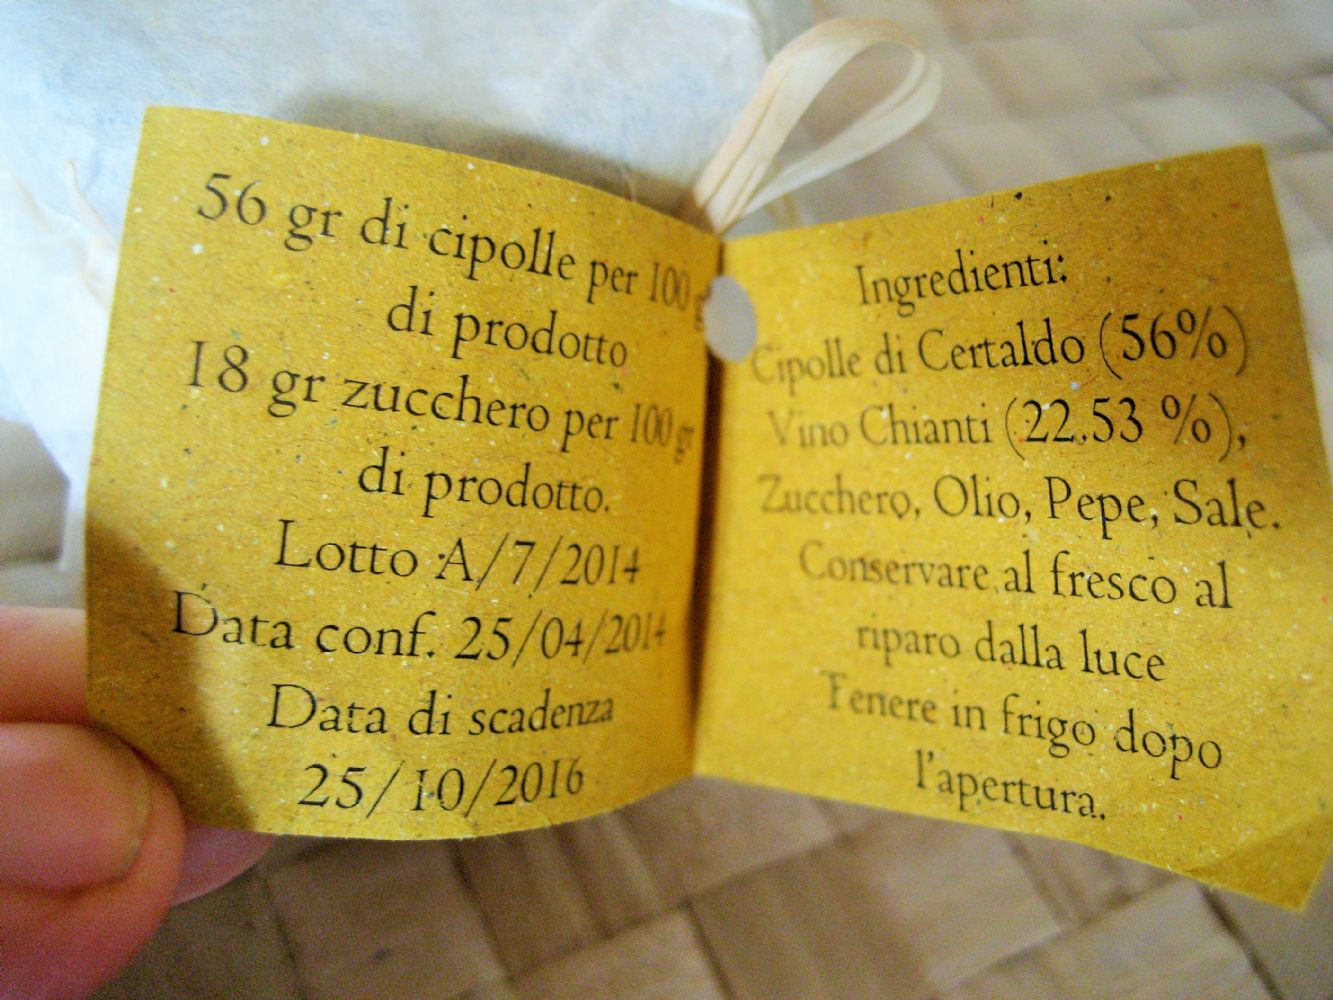 56 gr di cipolle per 100 g
di prodotto
18 gr zucchero per 100 gr
di prodotto.
Lotto A/7/2014
Data conf. 25/04/2014
Data di scadenza
25/10/2016
Ingredienti:
Cipolle di Certaldo (56%)
Vino Chianti (22.53 %),
Zucchero, Olio, Pepe, Sale.
Conservare al fresco al
riparo dalla luce
Tenere in frigo dopo
l'apertura.